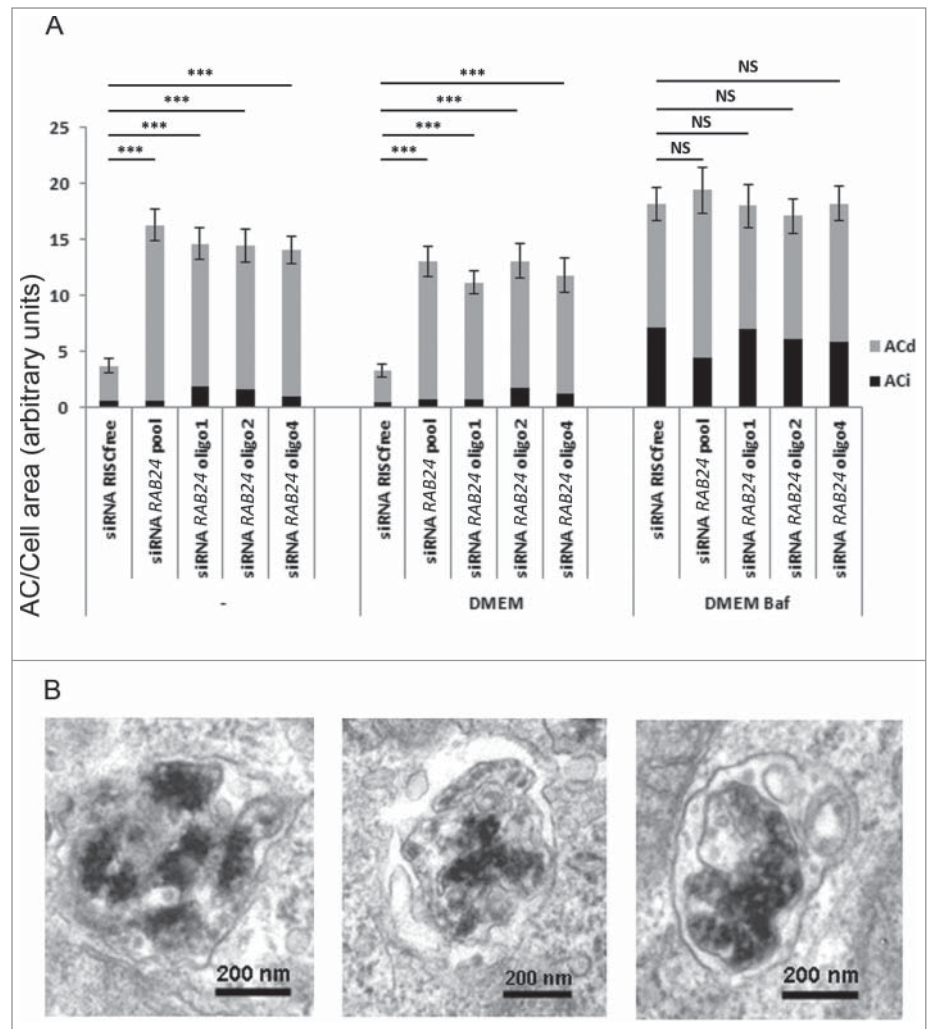 A
***
***
***
***
***
***
***
***
NS
NS
NS
NS
AC/Cell area (arbitrary units)
25
20
15
10
5
0
ACd
ACi
siRNA RISCfree
siRNA RAB24 pool
siRNA RAB24 oligo1
siRNA RAB24 oligo2
siRNA RAB24 oligo4
siRNA RISCfree
siRNA RAB24 pool
siRNA RAB24 oligo1
siRNA RAB24 oligo2
siRNA RAB24 oligo4
siRNA RISCfree
siRNA RAB24 pool
siRNA RAB24 oligo1
siRNA RAB24 oligo2
siRNA RAB24 oligo4
-
DMEM
DMEM Baf
B
200 nm
200 nm
200 nm